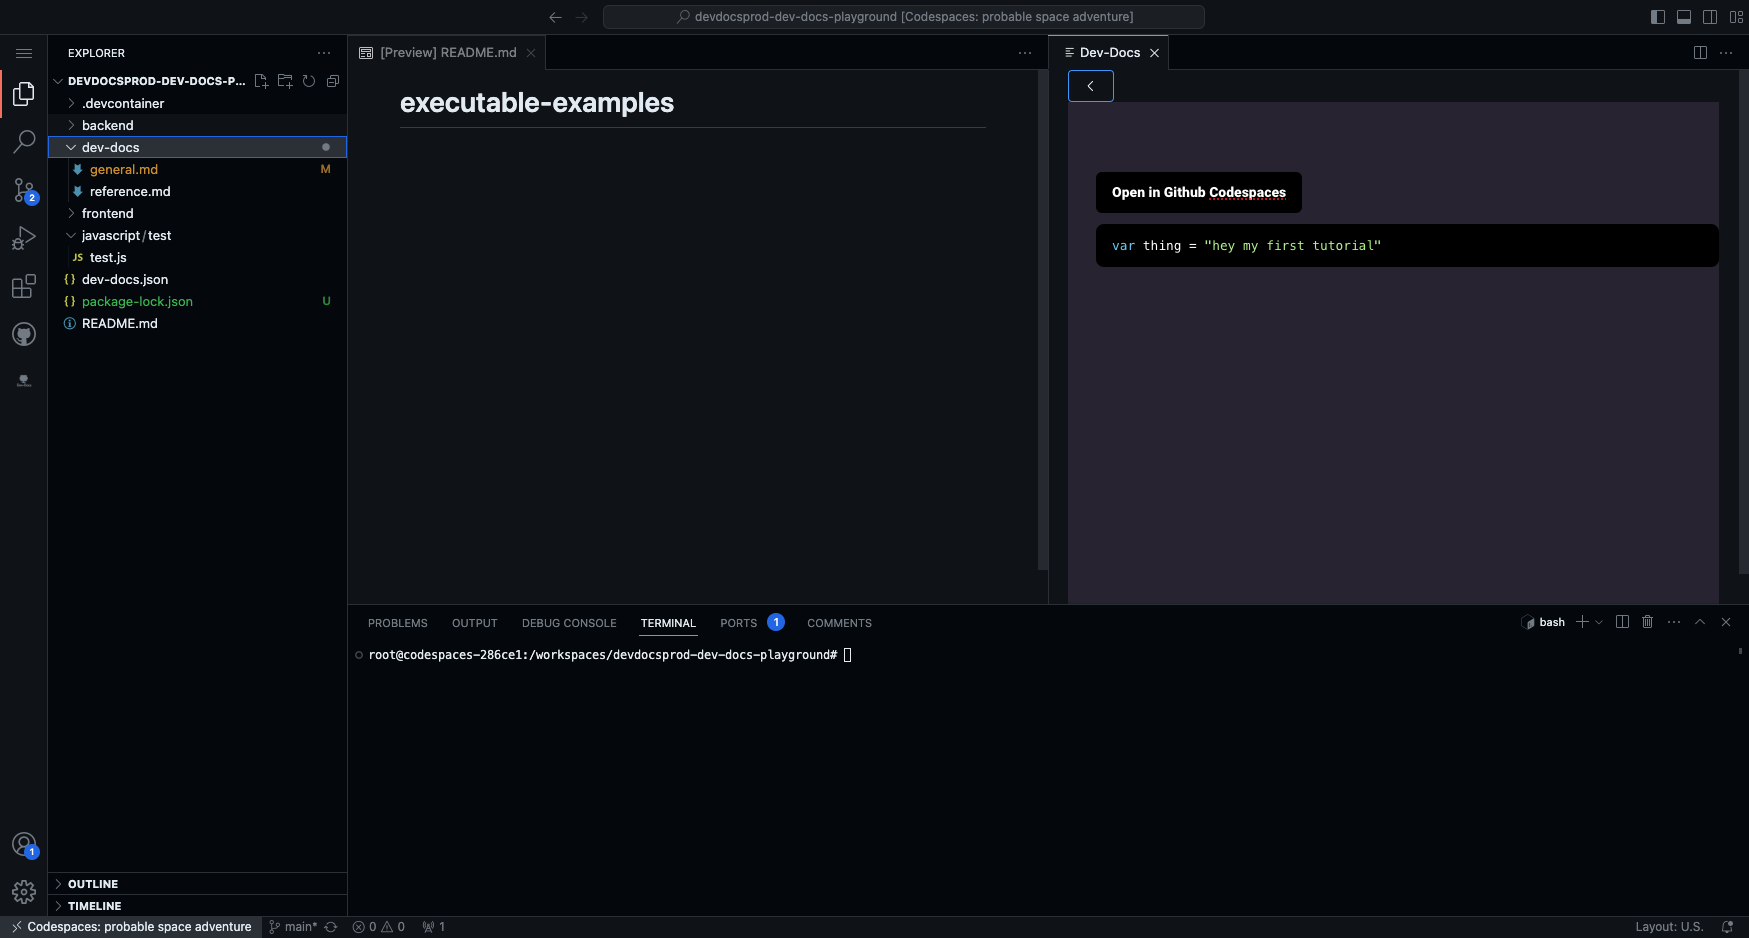 devdocsprod-dev-docs-playground [Codespaces: probable space adventure]
EXPLORER
DEVDOCSPROD-DEV-DOCS-P...
.devcontainer
backend
dev-docs
general.md M
reference.md
frontend
javascript/test
JS test.js
{} dev-docs.json
{} package-lock.json U
README.md
2
1
OUTLINE
TIMELINE
[Preview] README.md
executable-examples
Dev-Docs
Open in Github Codespaces
var thing = "hey my first tutorial"
PROBLEMS OUTPUT DEBUG CONSOLE TERMINAL PORTS 1 COMMENTS
bash
root@codespaces-286ce1:/workspaces/devdocsprod-dev-docs-playground#
Codespaces: probable space adventure main* 0 0 1 Layout: U.S.